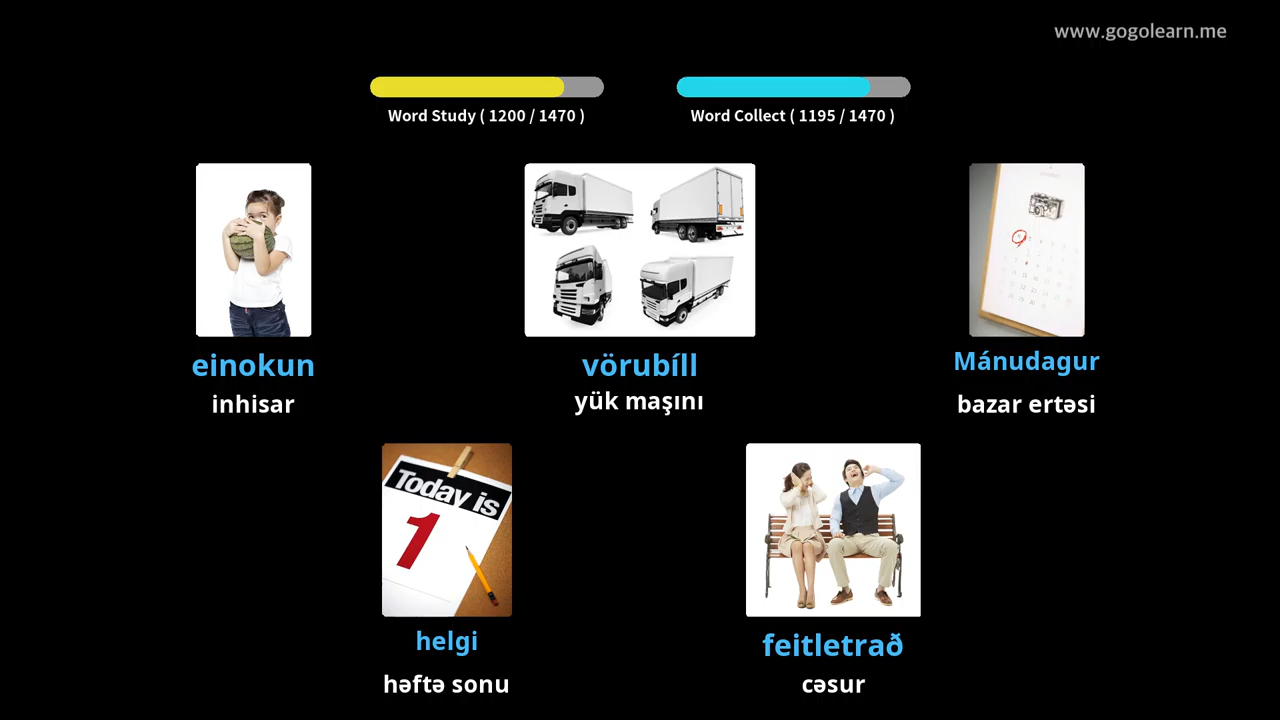 www.gogolearn.me
Word Study ( 1200 / 1470 )
Word Collect ( 1195 / 1470 )
einokun
inhisar
vörubíll
yük maşını
Mánudagur
bazar ertəsi
Today is
1
helgi
həftə sonu
feitletrað
cəsur